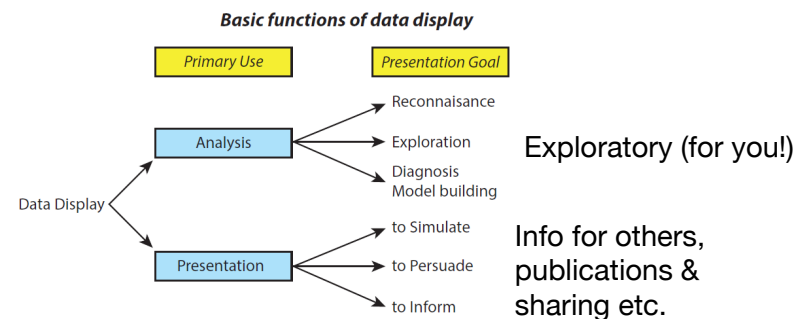 Basic functions of data display
Primary Use
Presentation Goal
Reconnaisance
Analysis
Exploration
Exploratory (for you!)
Diagnosis
Model building
Data Display
to Simulate
Presentation
to Persuade
to Inform
Info for others,
publications &
sharing etc.